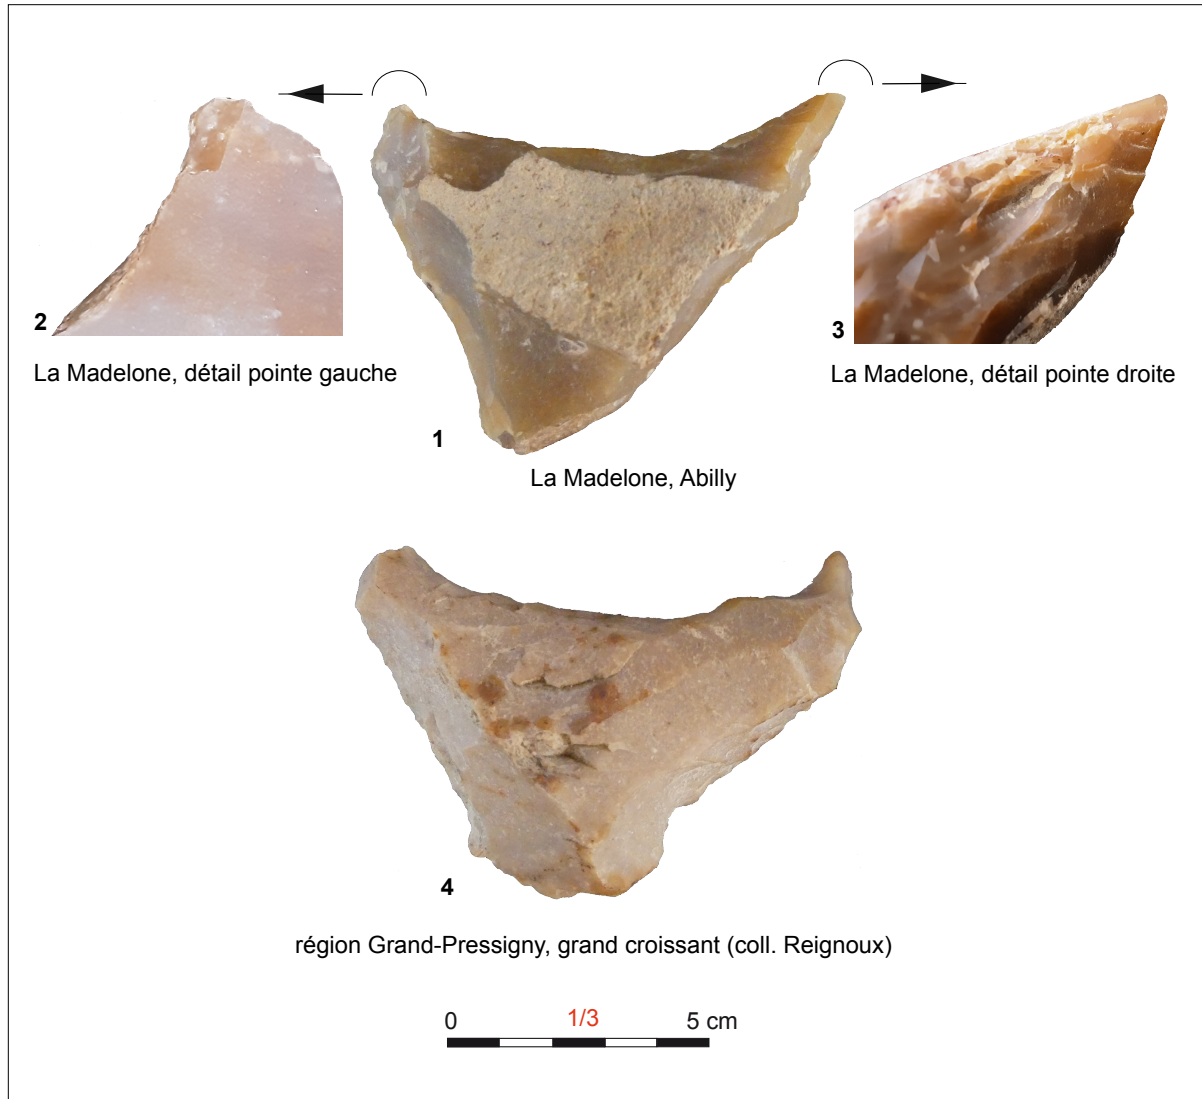 2
La Madelone, détail pointe gauche
3
La Madelone, détail pointe droite
1
La Madelone, Abilly
4
région Grand-Pressigny, grand croissant (coll. Reignoux)
0 1/3 5 cm